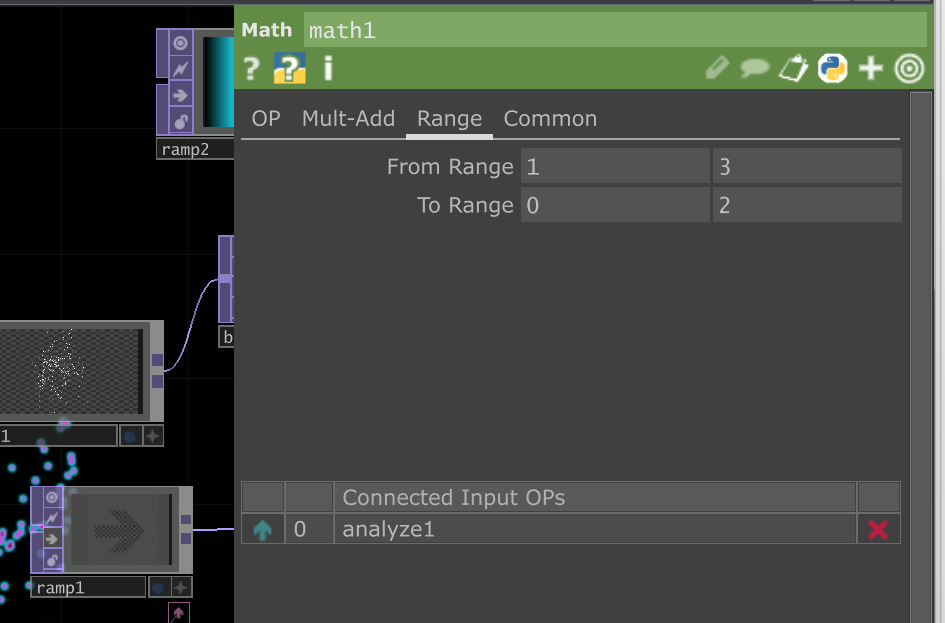 Math math1
? ? i
OP Mult-Add Range Common
From Range 1 3
To Range 0 2
ramp2
b
1
ramp1
Connected Input OPs
0 analyze1